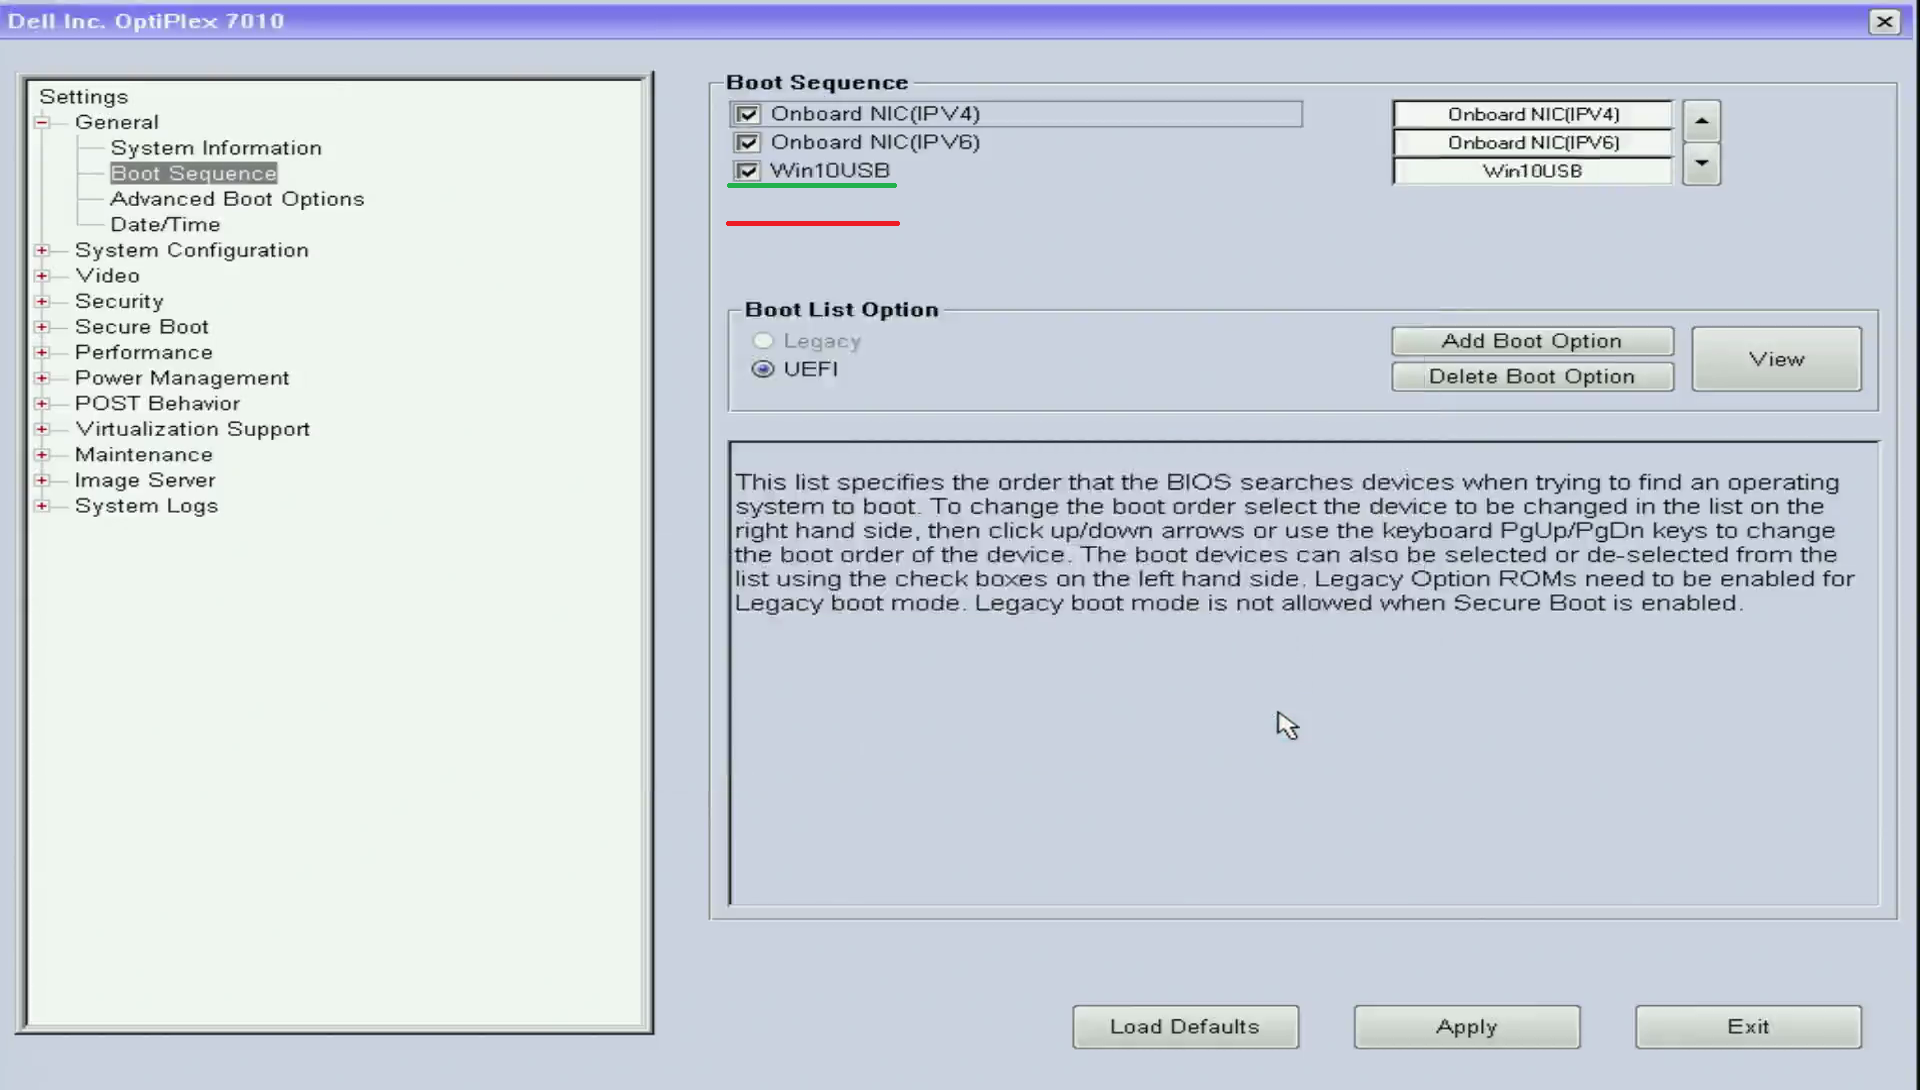 Dell Inc. OptiPlex 7010
Settings
General
System Information
Boot Sequence
Advanced Boot Options
Date/Time
System Configuration
Video
Security
Secure Boot
Performance
Power Management
POST Behavior
Virtualization Support
Maintenance
Image Server
System Logs
Boot Sequence
Onboard NIC(IPV4)
Onboard NIC(IPV6)
Win10USB
Onboard NIC(IPV4)
Onboard NIC(IPV6)
Win10USB
Boot List Option
Legacy
UEFI
Add Boot Option
Delete Boot Option
View
This list specifies the order that the BIOS searches devices when trying to find an operating
system to boot. To change the boot order select the device to be changed in the list on the
right hand side, then click up/down arrows or use the keyboard PgUp/PgDn keys to change
the boot order of the device. The boot devices can also be selected or de-selected from the
list using the check boxes on the left hand side. Legacy Option ROMs need to be enabled for
Legacy boot mode. Legacy boot mode is not allowed when Secure Boot is enabled.
Load Defaults
Apply
Exit